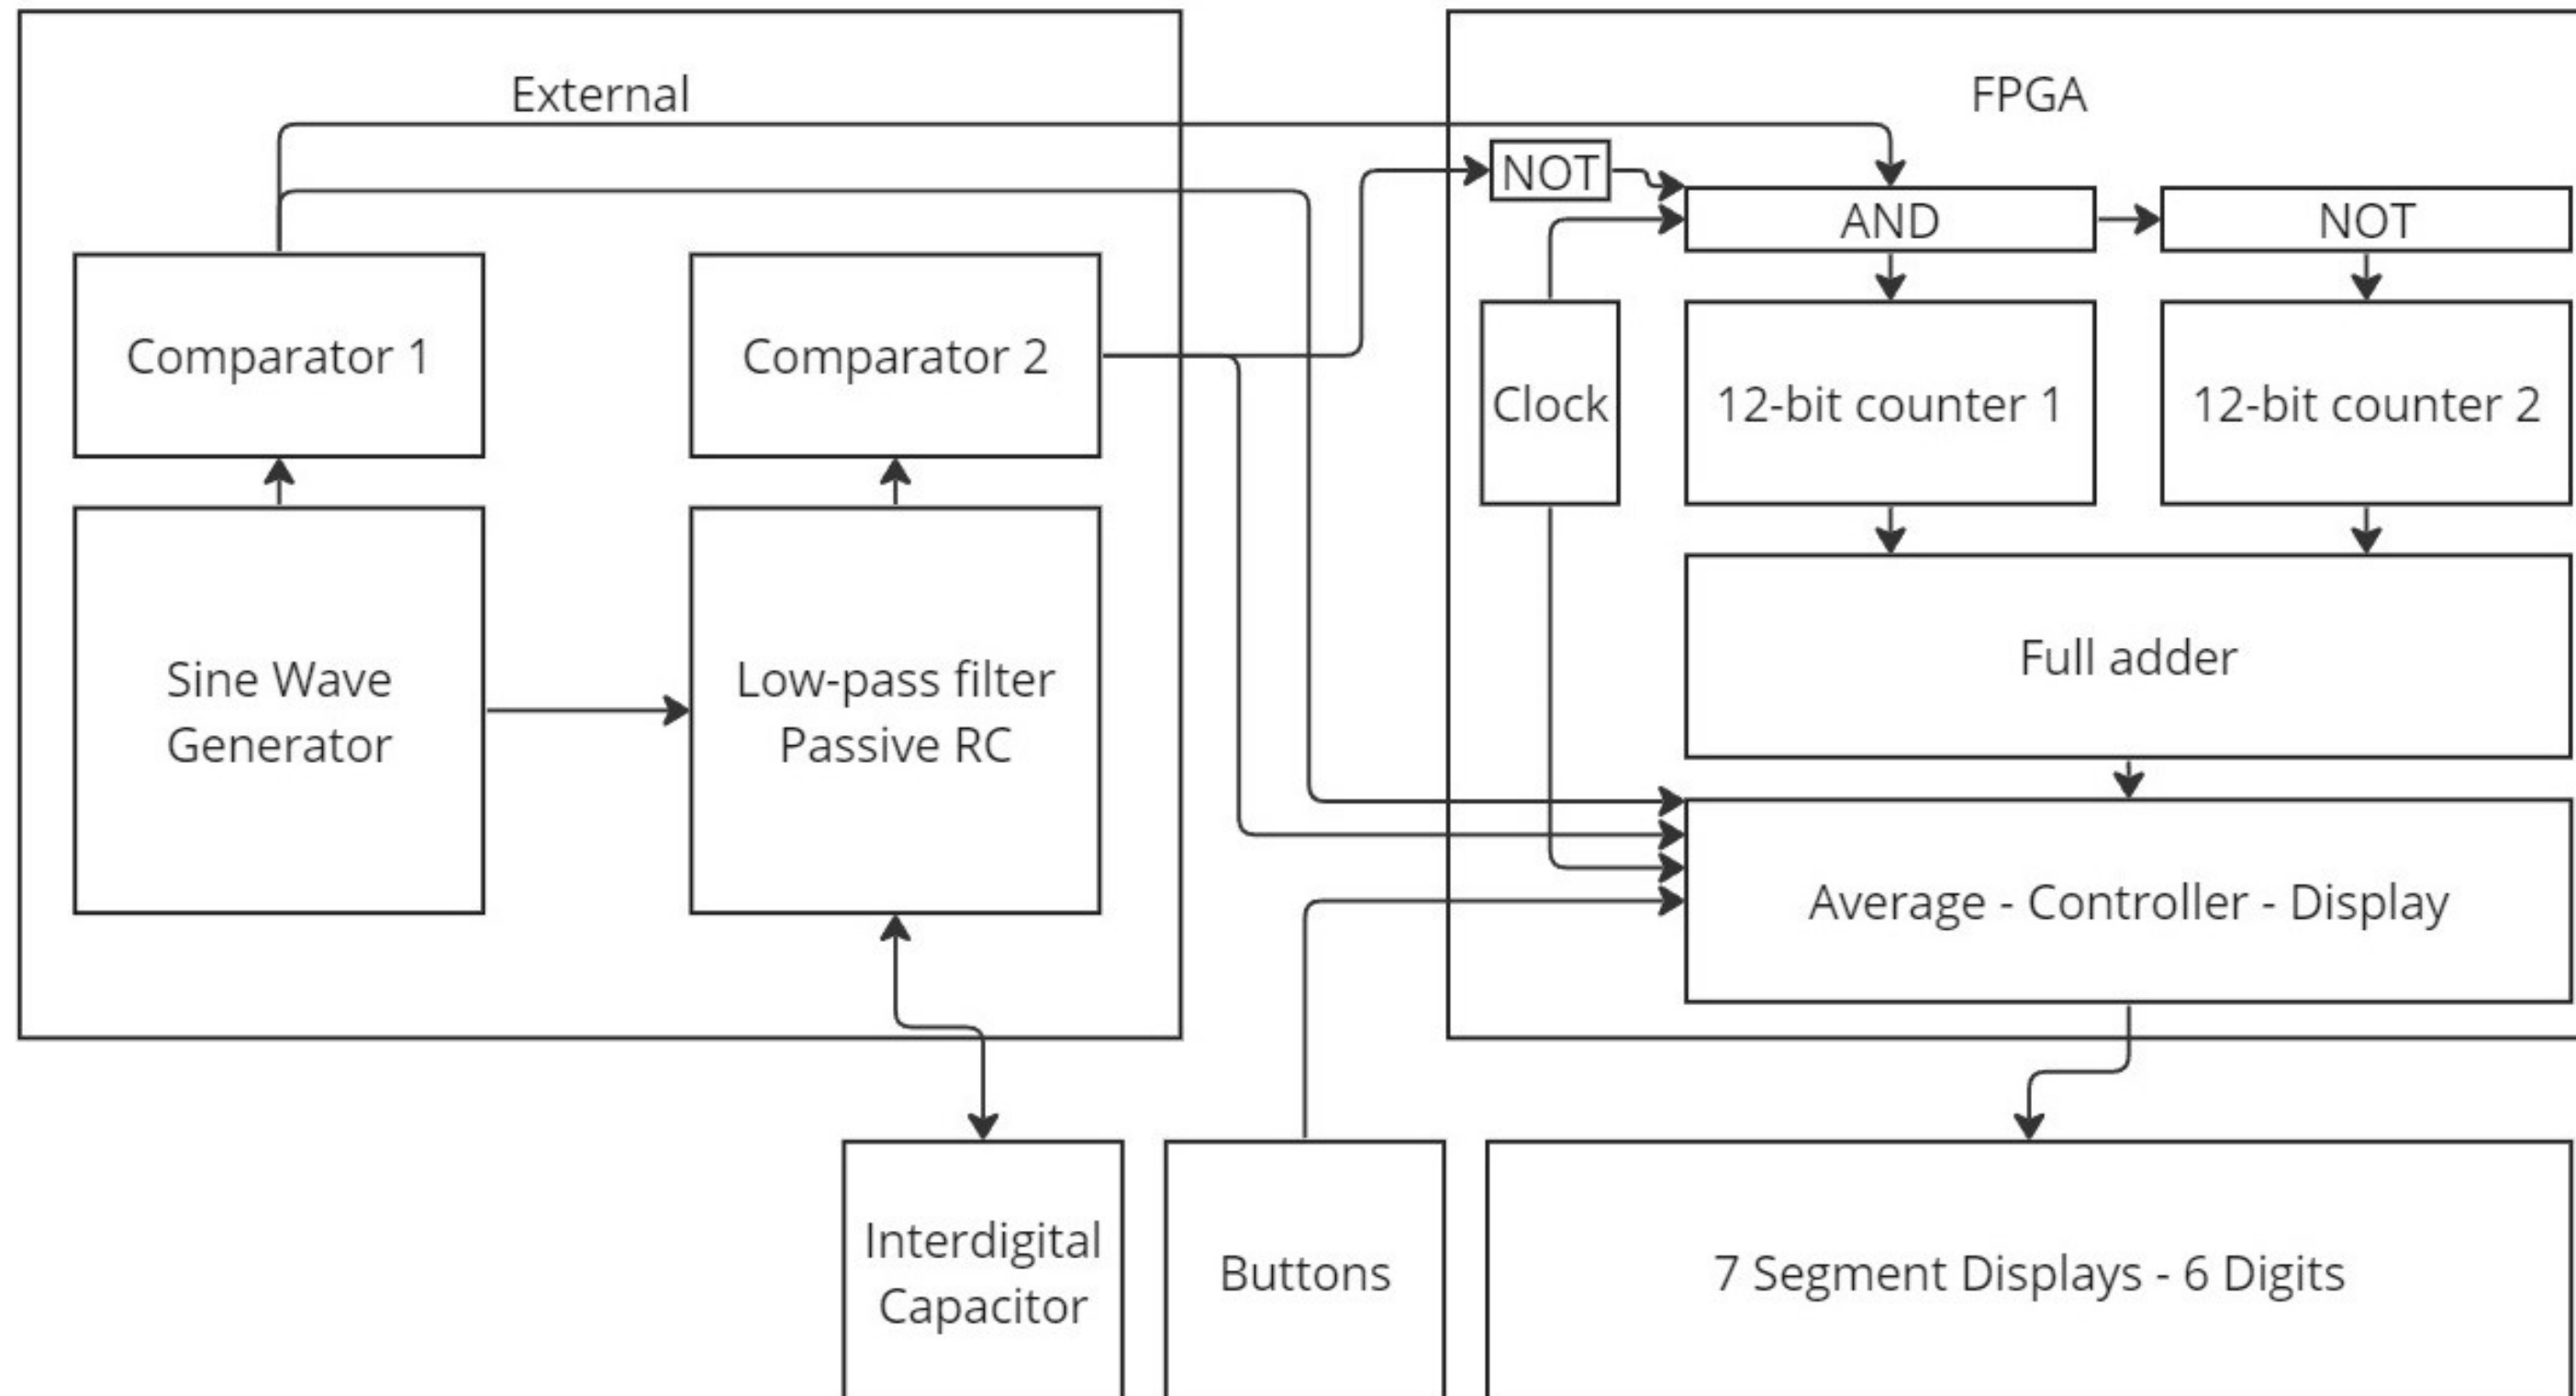 External
FPGA
NOT
AND
NOT
Comparator 1
Comparator 2
Clock
12-bit counter 1
12-bit counter 2
Sine Wave
Generator
Low-pass filter
Passive RC
Full adder
Average - Controller - Display
Interdigital
Capacitor
Buttons
7 Segment Displays - 6 Digits